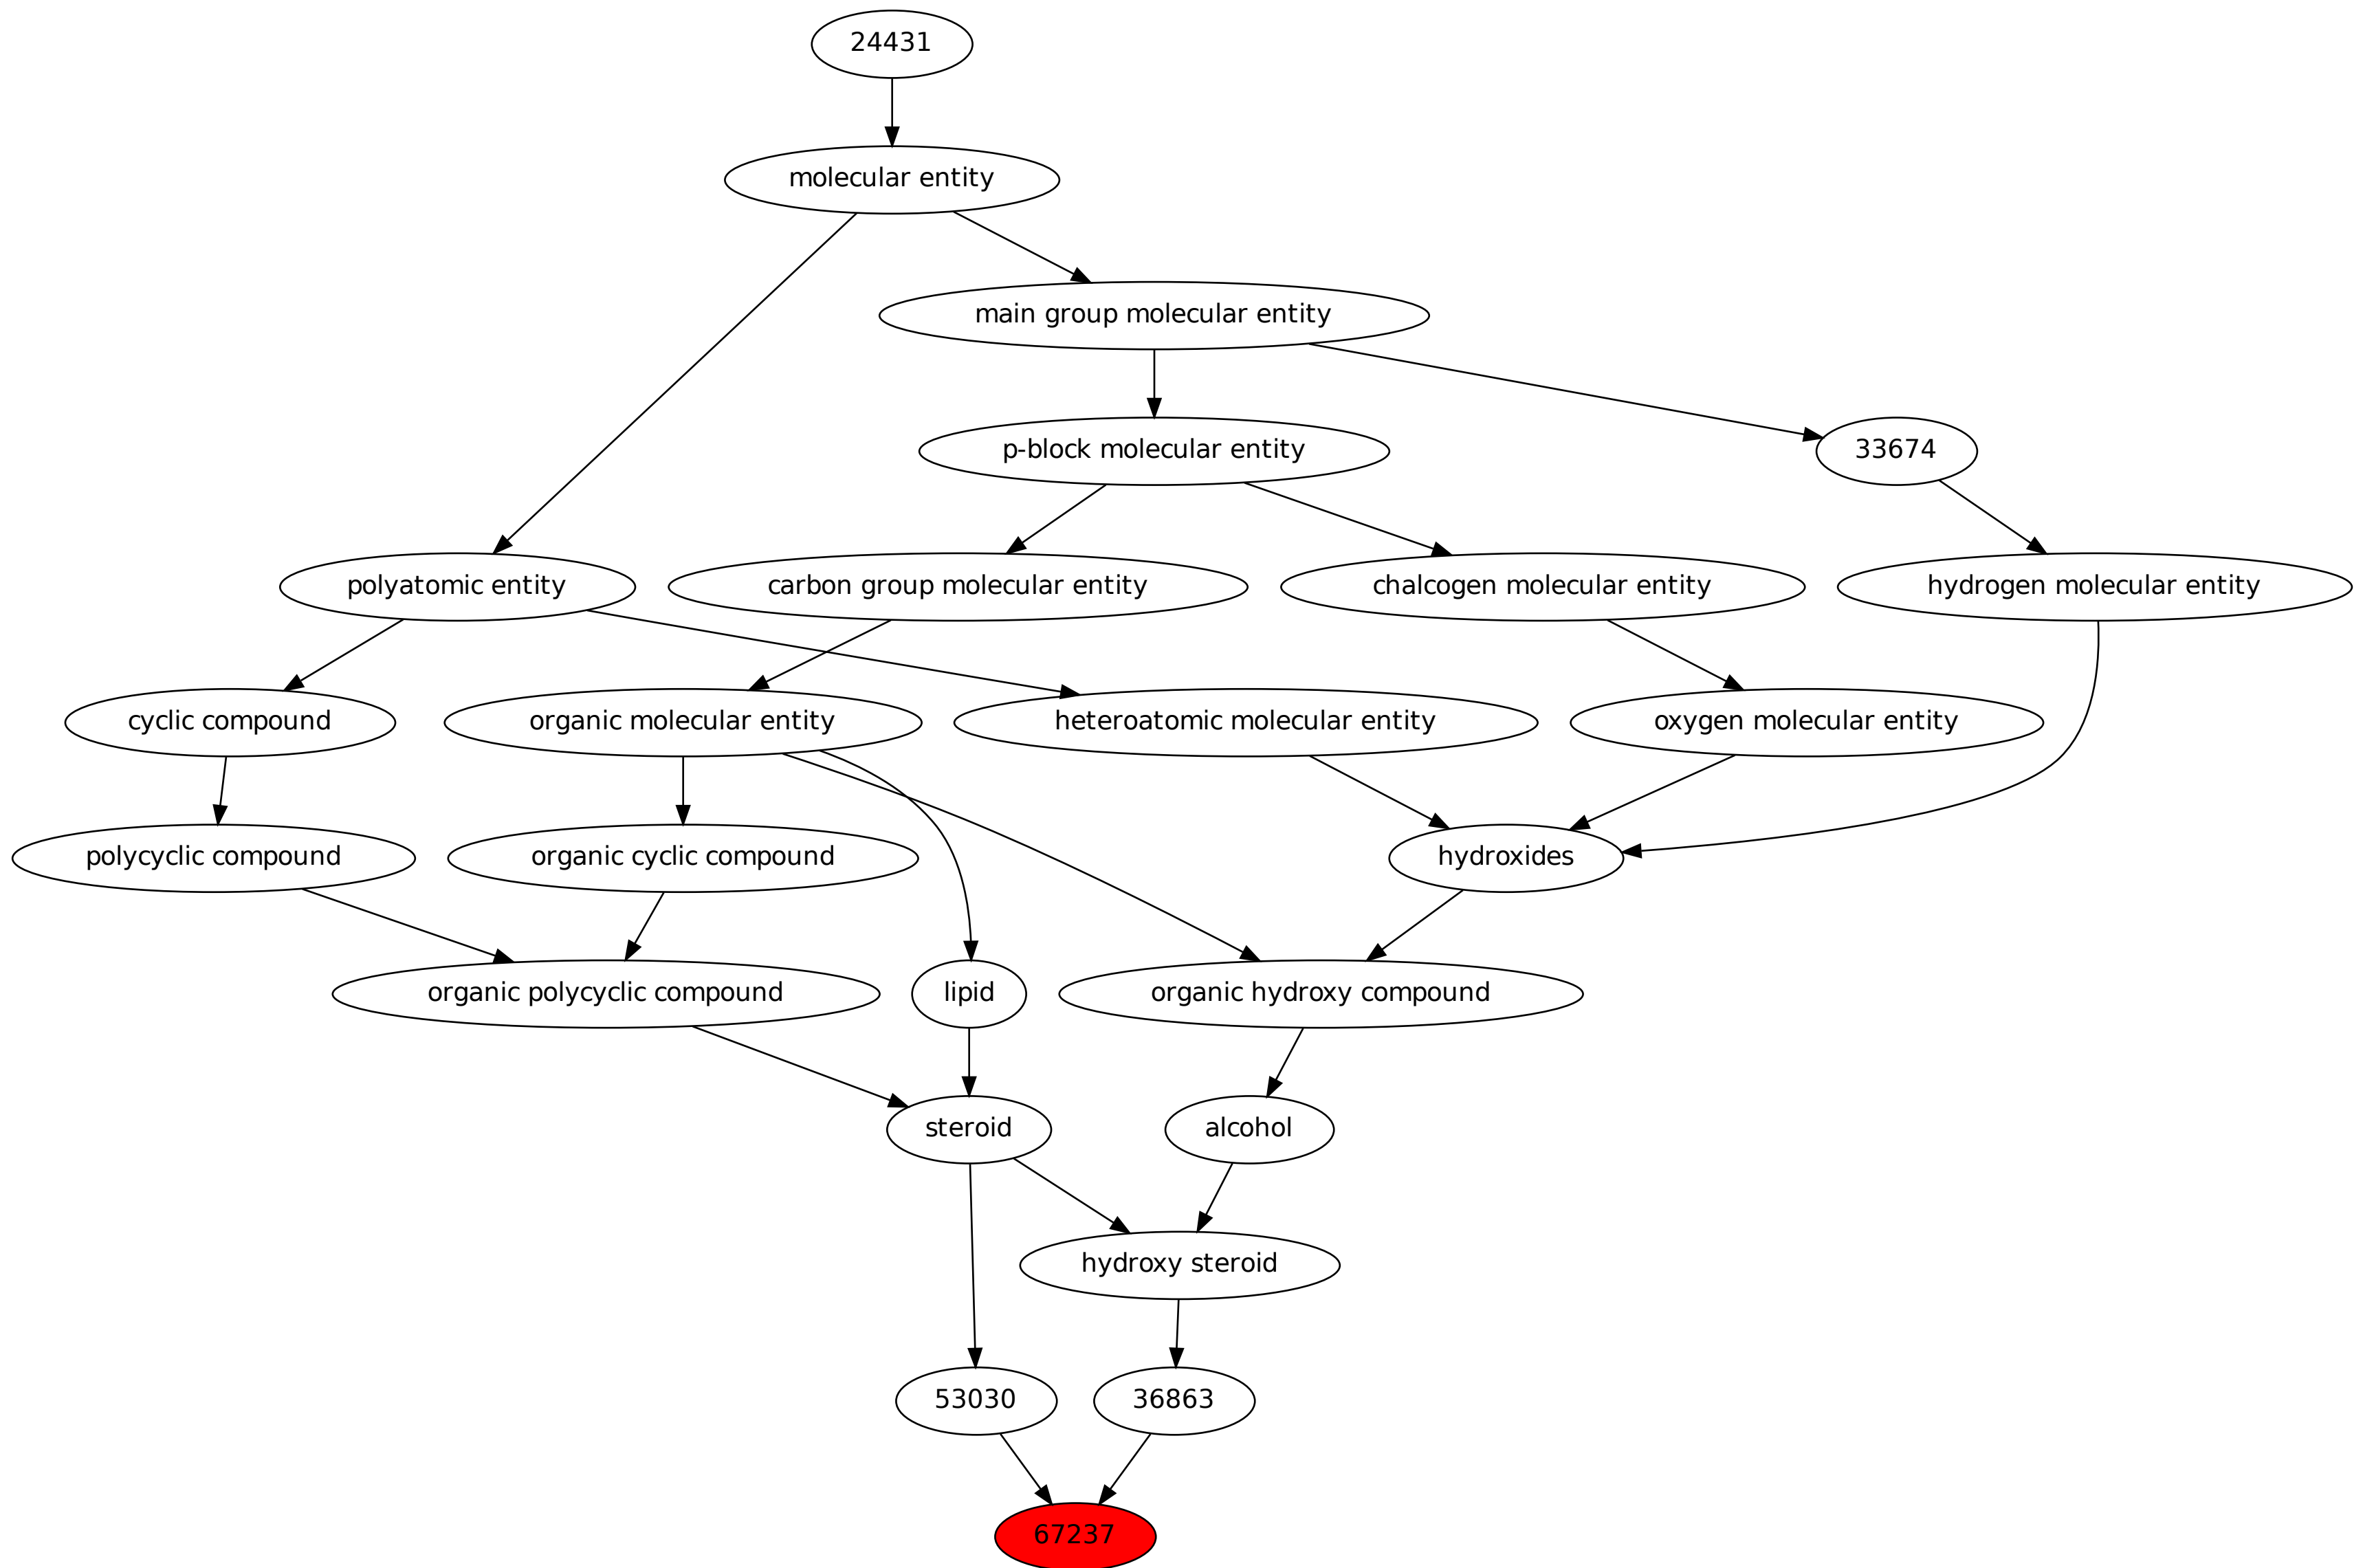 24431
molecular entity
main group molecular entity
p-block molecular entity
33674
polyatomic entity
carbon group molecular entity
chalcogen molecular entity
hydrogen molecular entity
cyclic compound
organic molecular entity
heteroatomic molecular entity
oxygen molecular entity
polycyclic compound
organic cyclic compound
hydroxides
organic polycyclic compound
lipid
organic hydroxy compound
steroid
alcohol
hydroxy steroid
53030
36863
67237